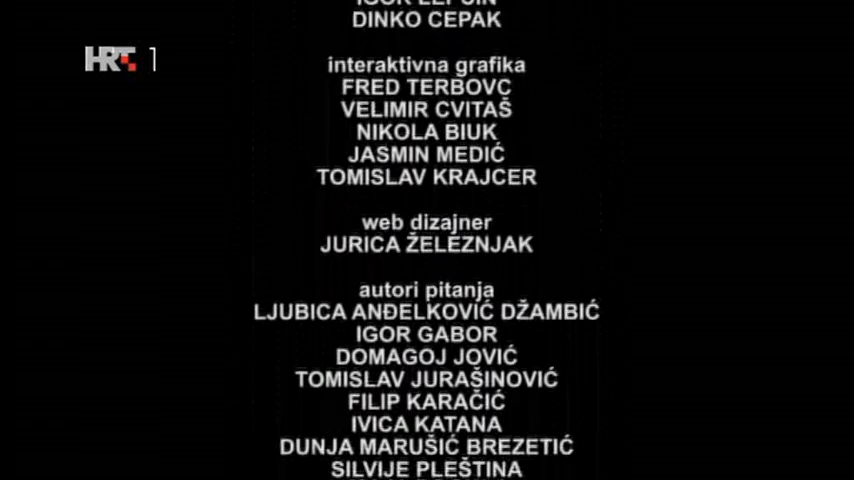 DINKO CEPAK
HRT 1
interaktivna grafika
FRED TERBOVC
VELIMIR CVITAŠ
NIKOLA BIUK
JASMIN MEDIĆ
TOMISLAV KRAJCER
web dizajner
JURICA ŽELEZNJAK
autori pitanja
LJUBICA ANĐELKOVIĆ DŽAMBIĆ
IGOR GABOR
DOMAGOJ JOVIĆ
TOMISLAV JURAŠINOVIĆ
FILIP KARAČIĆ
IVICA KATANA
DUNJA MARUŠIĆ BREZETIĆ
SILVIJE PLEŠTINA